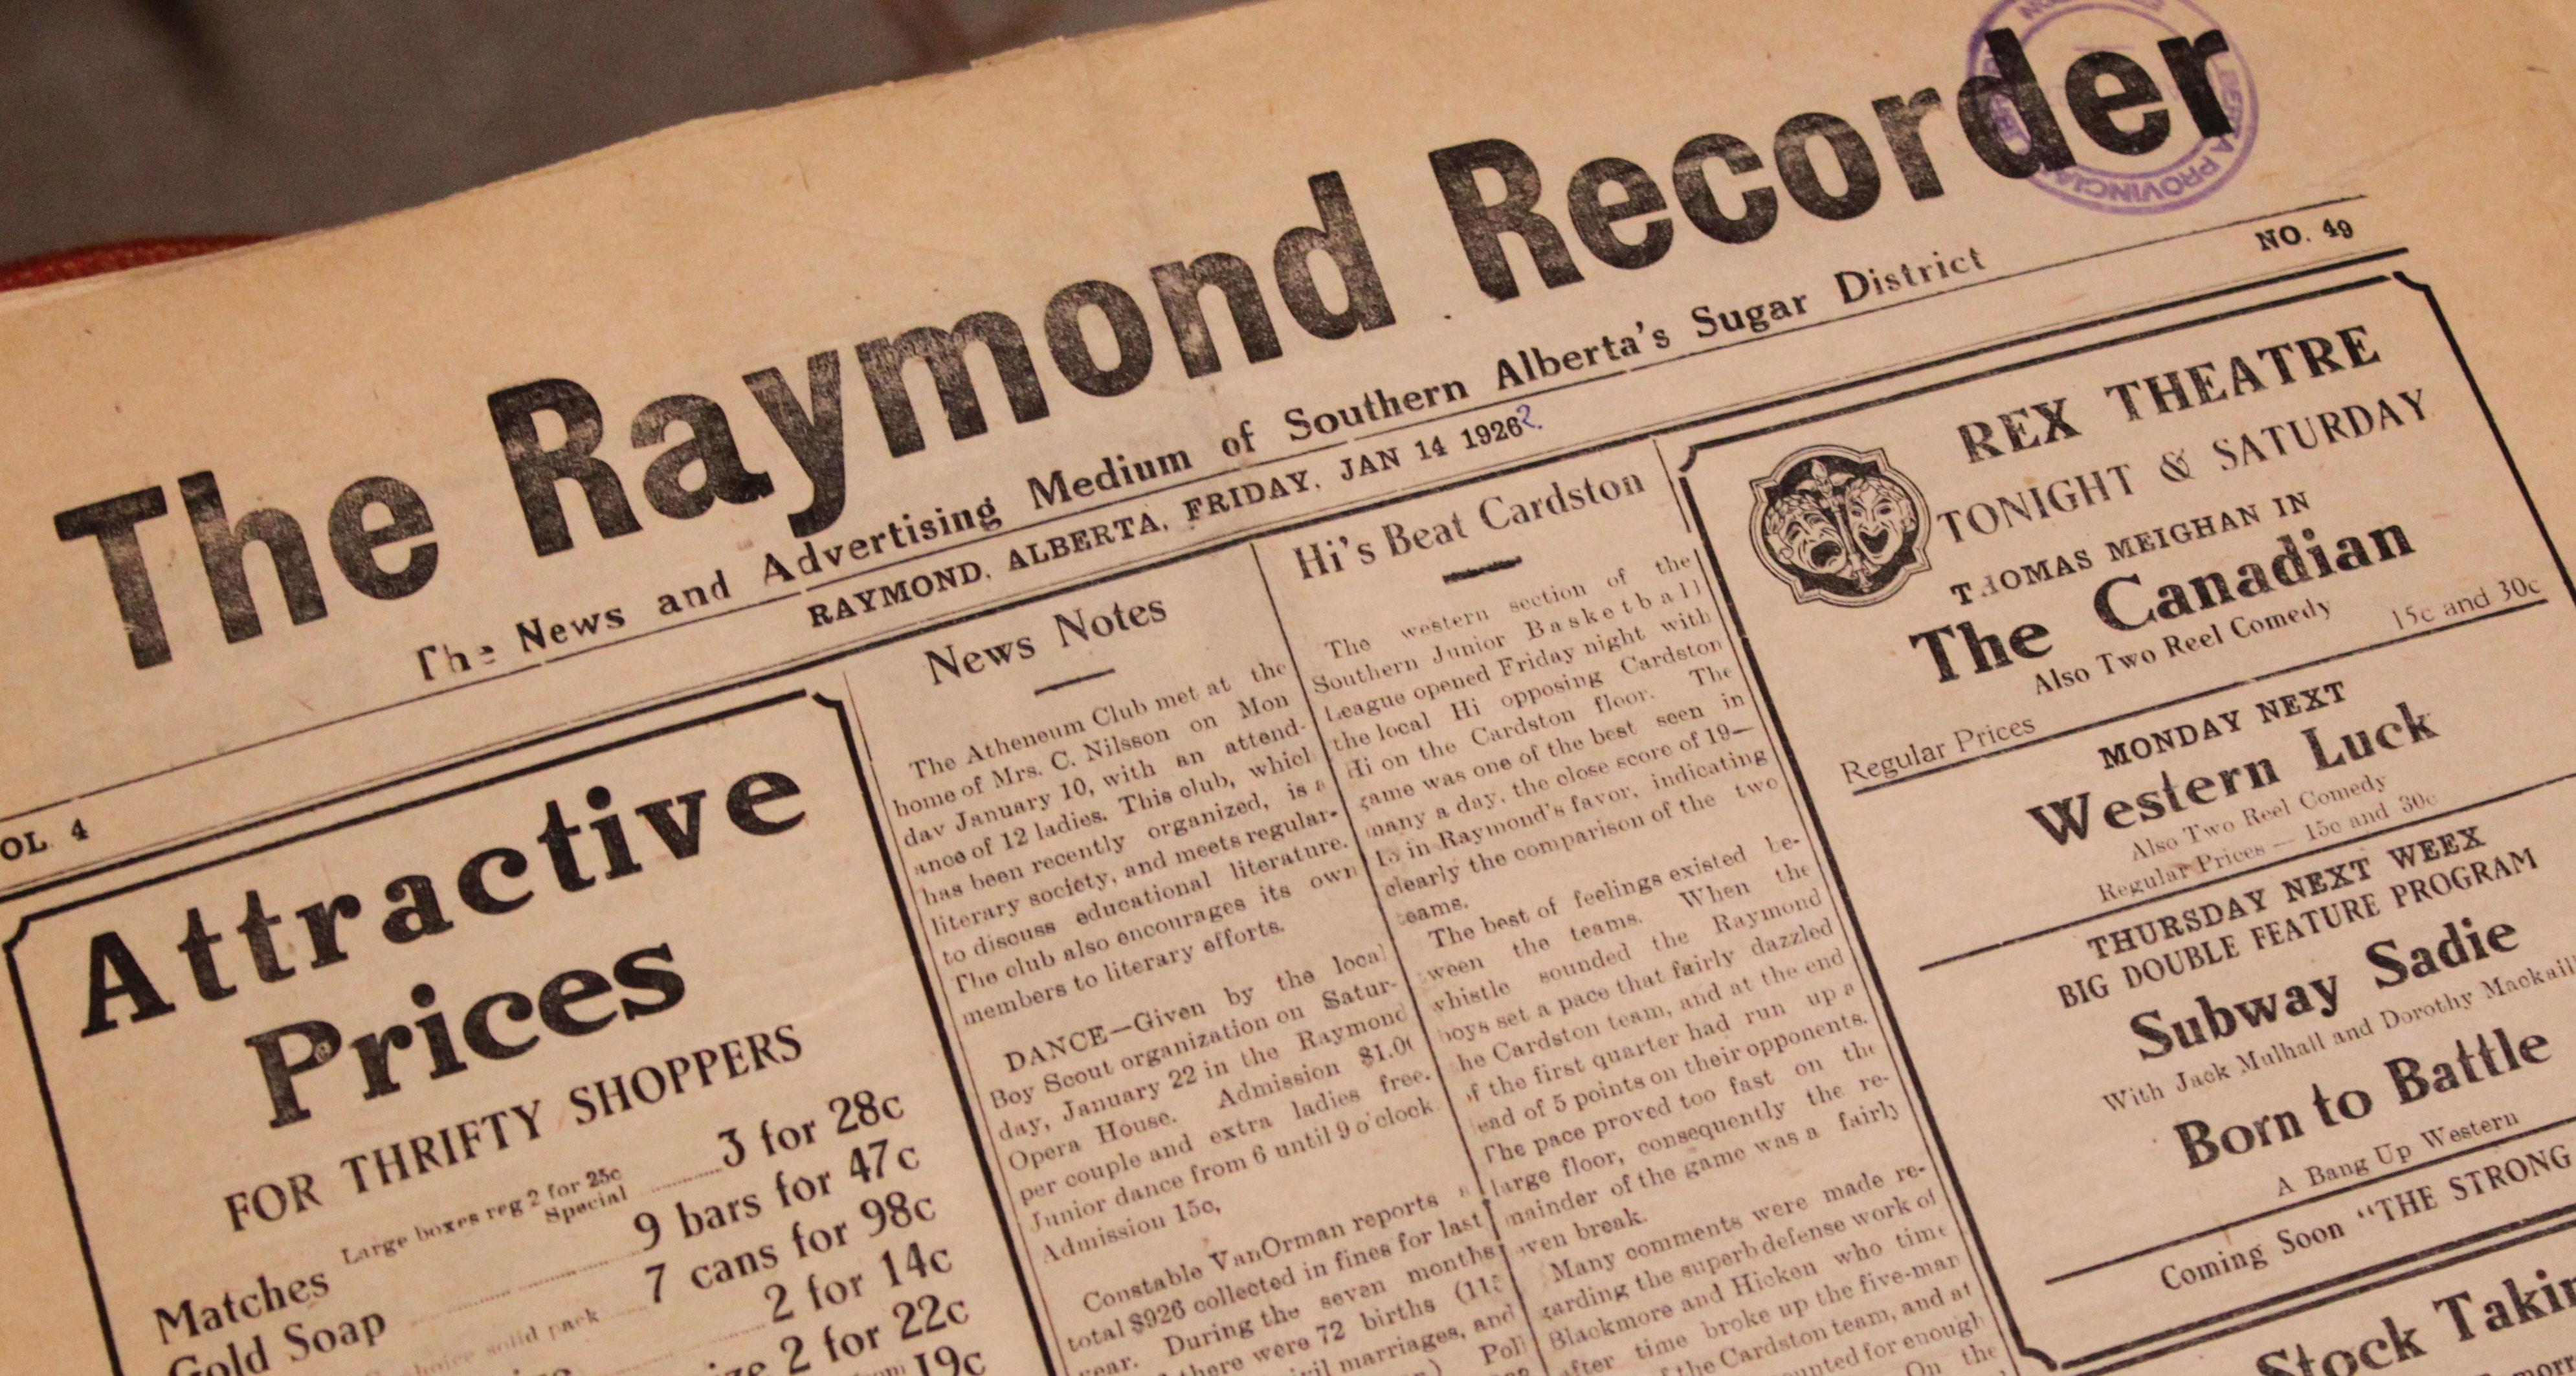 The Raymond Recorder
The News and Advertising Medium of Southern Alberta's Sugar District
OL. 4
RAYMOND, ALBERTA, FRIDAY, JAN 14 1926?.
NO. 49
Attractive
Prices
FOR THRIFTY SHOPPERS
Matches Large boxes reg 2 for 25c
Special 3 for 28c
Gold Soap 9 bars for 47c
solid pack 7 cans for 98c
2 for 14c
2 for 22c
19c
News Notes
The Atheneum Club met at the
home of Mrs. C. Nilsson on Mon
day January 10, with an attend-
ance of 12 ladies. This club, which
has been recently organized, is a
literary society, and meets regular-
to discuss educational literature.
The club also encourages its own
members to literary efforts.
DANCE—Given by the local
Boy Scout organization on Satur-
day, January 22 in the Raymond
Opera House. Admission $1.00
per couple and extra ladies free.
Junior dance from 6 until 9 o'clock
Admission 15c,
Constable VanOrman reports a
total $926 collected in fines for last
year. During the seven months
there were 72 births
marriages, and
Hi's Beat Cardston
The western section of the
Southern Junior Basketball
League opened Friday night with
the local Hi opposing Cardston
Hi on the Cardston floor. The
game was one of the best seen in
many a day, the close score of 19—
15 in Raymond's favor, indicating
clearly the comparison of the two
teams.
The best of feelings existed be-
tween the teams. When the
whistle sounded the Raymond
boys set a pace that fairly dazzled
the Cardston team, and at the end
of the first quarter had run up a
lead of 5 points on their opponents.
The pace proved too fast on the
large floor, consequently the re-
mainder of the game was a fairly
even break.
Many comments were made re-
garding the superb defense work of
Blackmore and Hicken who time
after time broke up the five-man
of the Cardston team, and at
for enough
On the
REX THEATRE
TONIGHT & SATURDAY
THOMAS MEIGHAN IN
The Canadian
Also Two Reel Comedy
Regular Prices 15c and 30c
MONDAY NEXT
Western Luck
Also Two Reel Comedy
Regular Prices — 15c and 30c
THURSDAY NEXT WEEX
BIG DOUBLE FEATURE PROGRAM
Subway Sadie
With Jack Mulhall and Dorothy Mackaill
Born to Battle
A Bang Up Western
Coming Soon "THE STRONG
Stock Takin